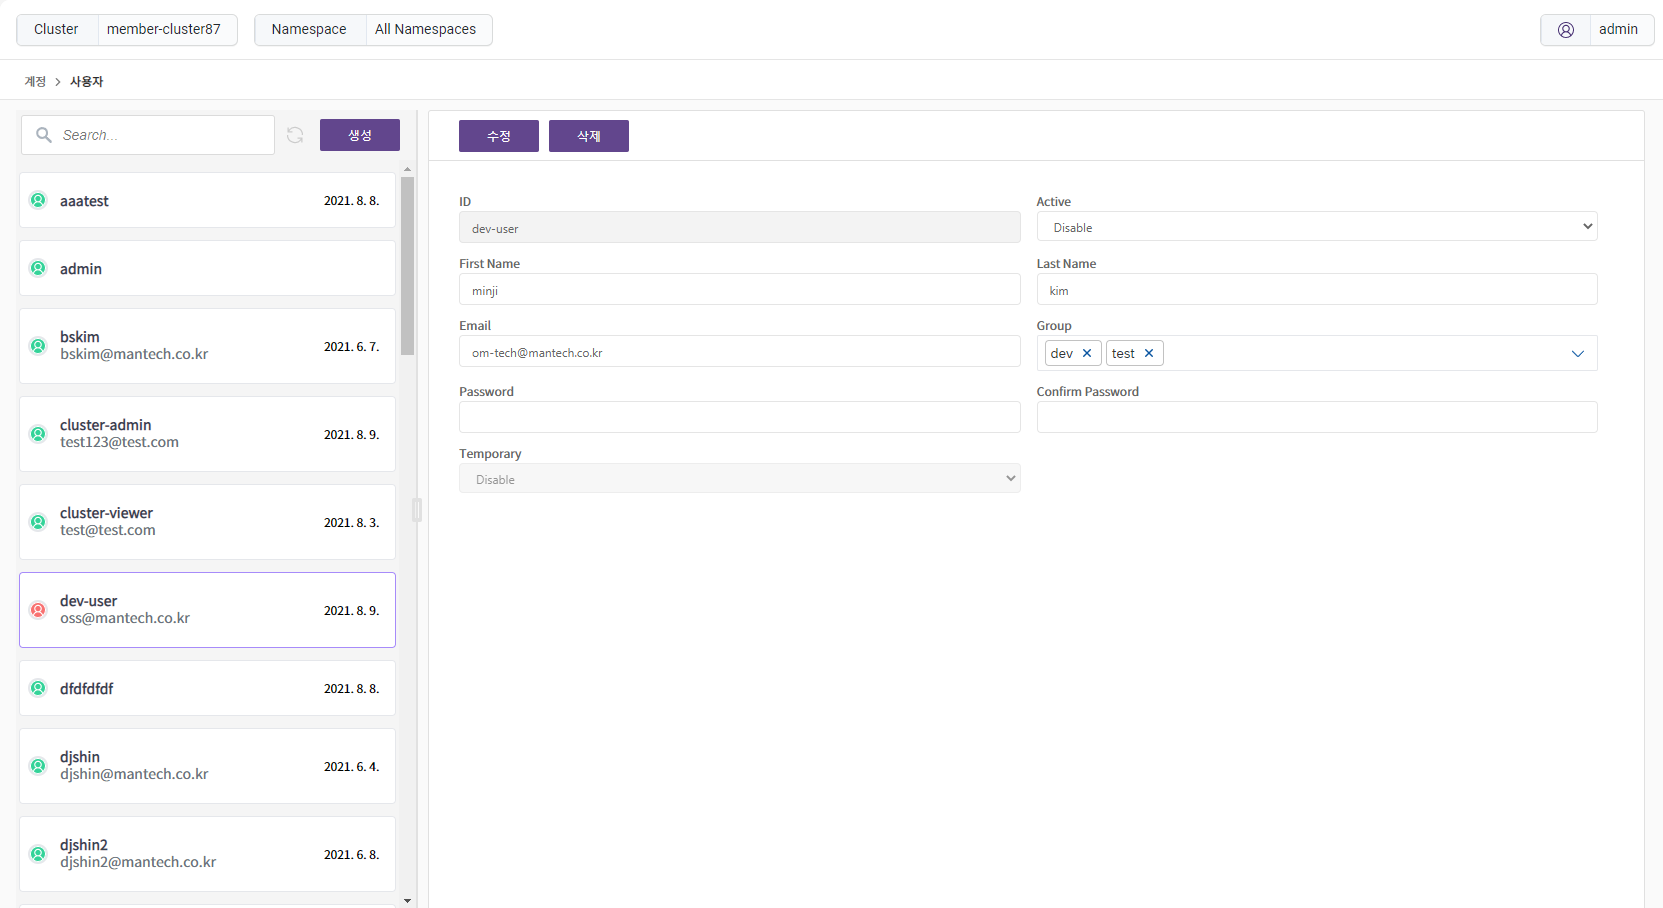 Cluster member-cluster87 Namespace All Namespaces admin
계정 > 사용자
Search...
생성
aaatest 2021. 8. 8.
admin
bskim
bskim@mantech.co.kr
2021. 6. 7.
cluster-admin
test123@test.com
2021. 8. 9.
cluster-viewer
test@test.com
2021. 8. 3.
dev-user
oss@mantech.co.kr
2021. 8. 9.
dfdfdfdf 2021. 8. 8.
djshin
djshin@mantech.co.kr
2021. 6. 4.
djshin2
djshin2@mantech.co.kr
2021. 6. 8.
수정 삭제
ID
dev-user
Active
Disable
First Name
minji
Last Name
kim
Email
om-tech@mantech.co.kr
Group
dev × test ×
Password
Confirm Password
Temporary
Disable